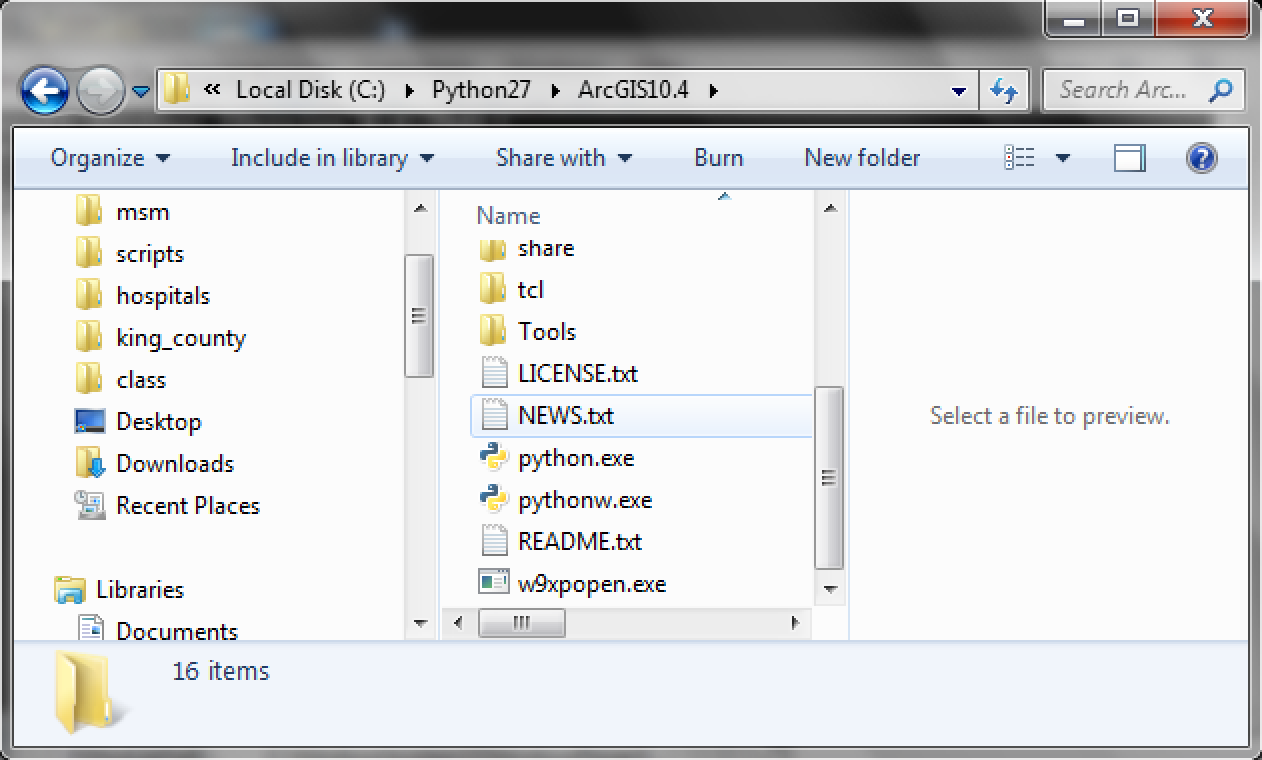 « Local Disk (C:) Python27 ArcGIS10.4 Search Arc...
Organize Include in library Share with Burn New folder
msm
scripts
hospitals
king_county
class
Desktop
Downloads
Recent Places
Libraries
Documents
Name
share
tcl
Tools
LICENSE.txt
NEWS.txt
python.exe
pythonw.exe
README.txt
w9xpopen.exe
Select a file to preview.
16 items